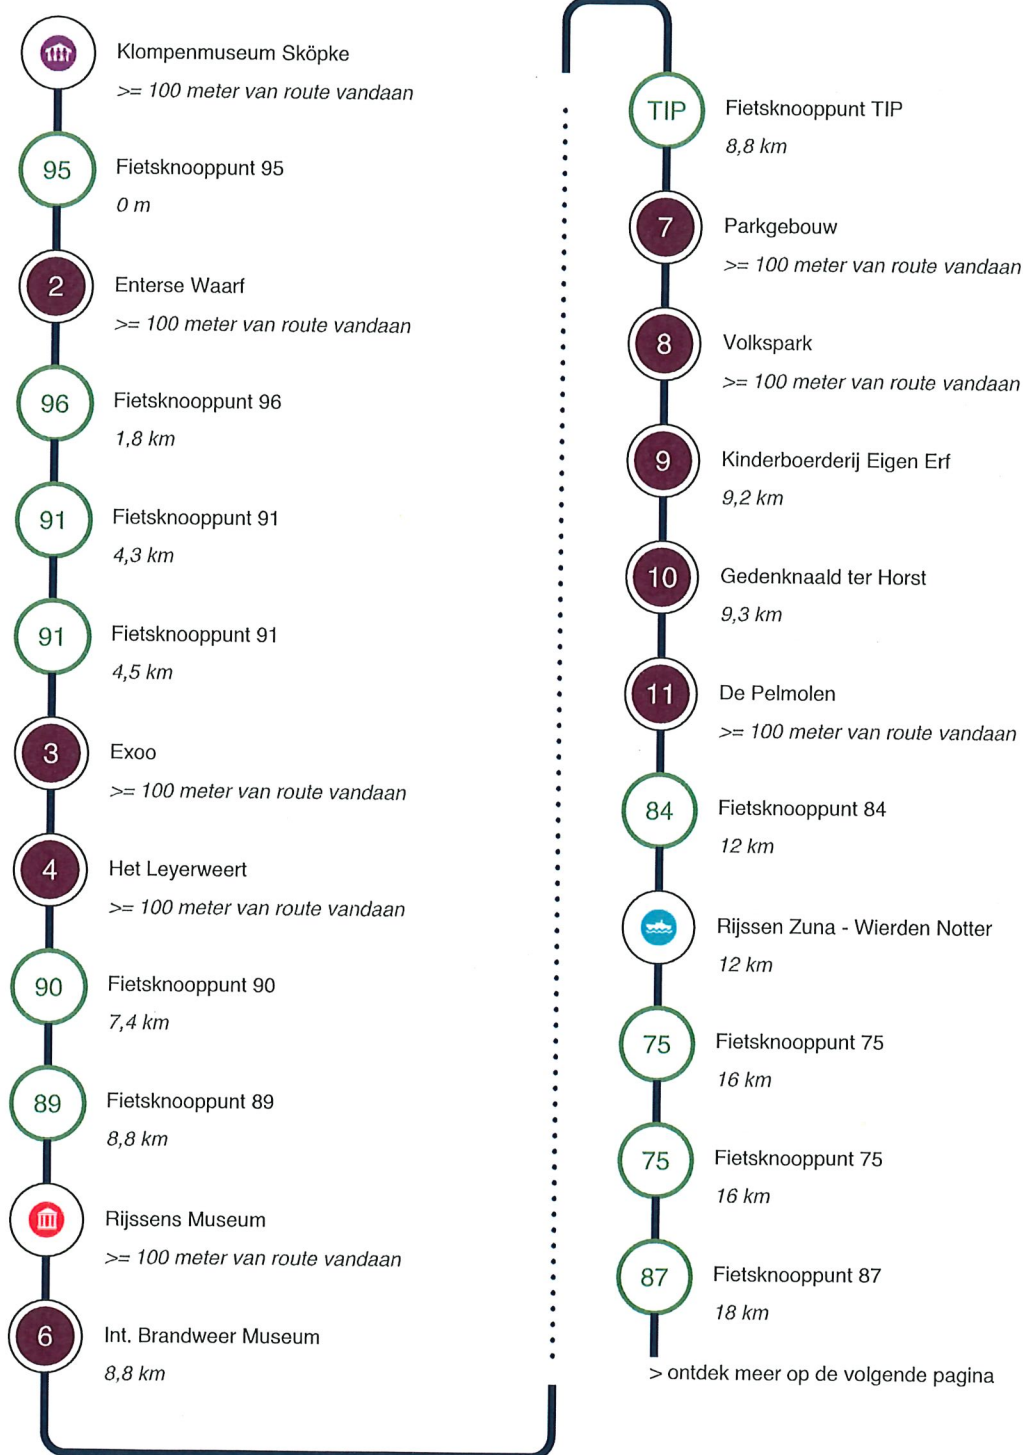 Klompenmuseum Sköpke
>= 100 meter van route vandaan
95
Fietsknooppunt 95
0 m
2
Enterse Waarf
>= 100 meter van route vandaan
96
Fietsknooppunt 96
1,8 km
91
Fietsknooppunt 91
4,3 km
91
Fietsknooppunt 91
4,5 km
3
Exoo
>= 100 meter van route vandaan
4
Het Leyerweert
>= 100 meter van route vandaan
90
Fietsknooppunt 90
7,4 km
89
Fietsknooppunt 89
8,8 km
Rijssens Museum
>= 100 meter van route vandaan
6
Int. Brandweer Museum
8,8 km
TIP
Fietsknooppunt TIP
8,8 km
7
Parkgebouw
>= 100 meter van route vandaan
8
Volkspark
>= 100 meter van route vandaan
9
Kinderboerderij Eigen Erf
9,2 km
10
Gedenknaald ter Horst
9,3 km
11
De Pelmolen
>= 100 meter van route vandaan
84
Fietsknooppunt 84
12 km
Rijssen Zuna - Wierden Notter
12 km
75
Fietsknooppunt 75
16 km
75
Fietsknooppunt 75
16 km
87
Fietsknooppunt 87
18 km
> ontdek meer op de volgende pagina